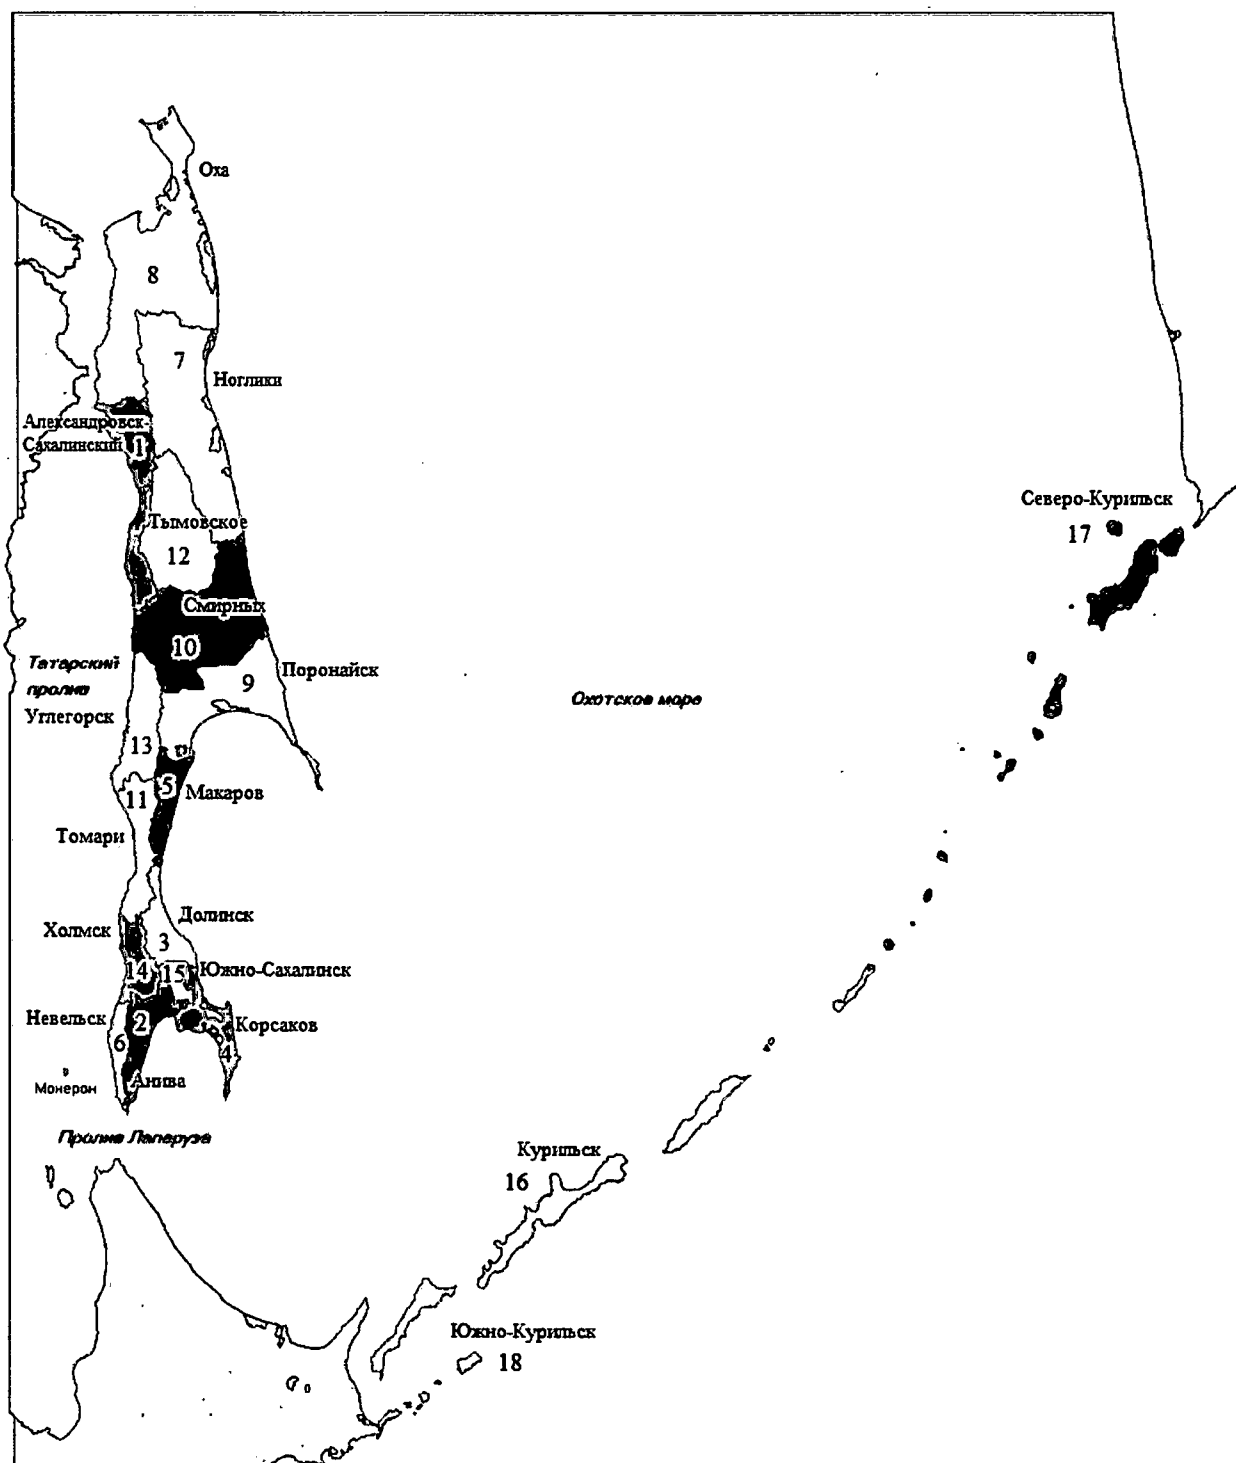 Оха
8
7
Ноглики
Александровск-
Сахалинский
1
Северо-Курильск
17
Тымовское
12
Смирных
10
Татарский
пролив
Поронайск
9
Охотское море
Углегорск
13
5
Макаров
11
Томари
Долинск
Холмск
3
14
15
Южно-Сахалинск
Невельск
2
Корсаков
6
4
Анива
Монерон
Пролив Лаперуза
Курильск
16
Южно-Курильск
18